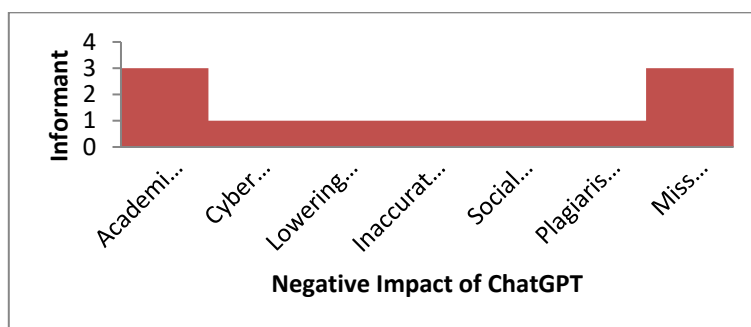 4
3
2
1
0
Informant
Academi...
Cyber...
Lowering...
Inaccurat...
Social...
Plagiaris...
Miss...
Negative Impact of ChatGPT